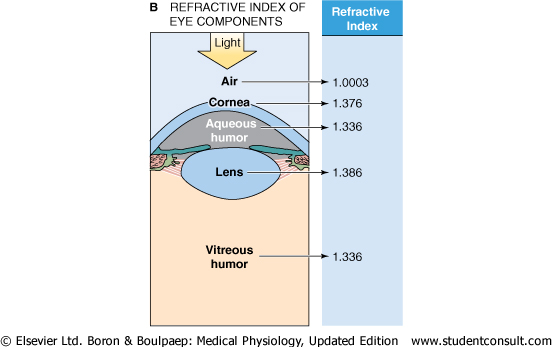 B REFRACTIVE INDEX OF
EYE COMPONENTS
Refractive
Index
Light
Air
1.0003
Cornea
1.376
Aqueous
humor
1.336
Lens
1.386
Vitreous
humor
1.336
© Elsevier Ltd. Boron & Boulpaep: Medical Physiology, Updated Edition www.studentconsult.com